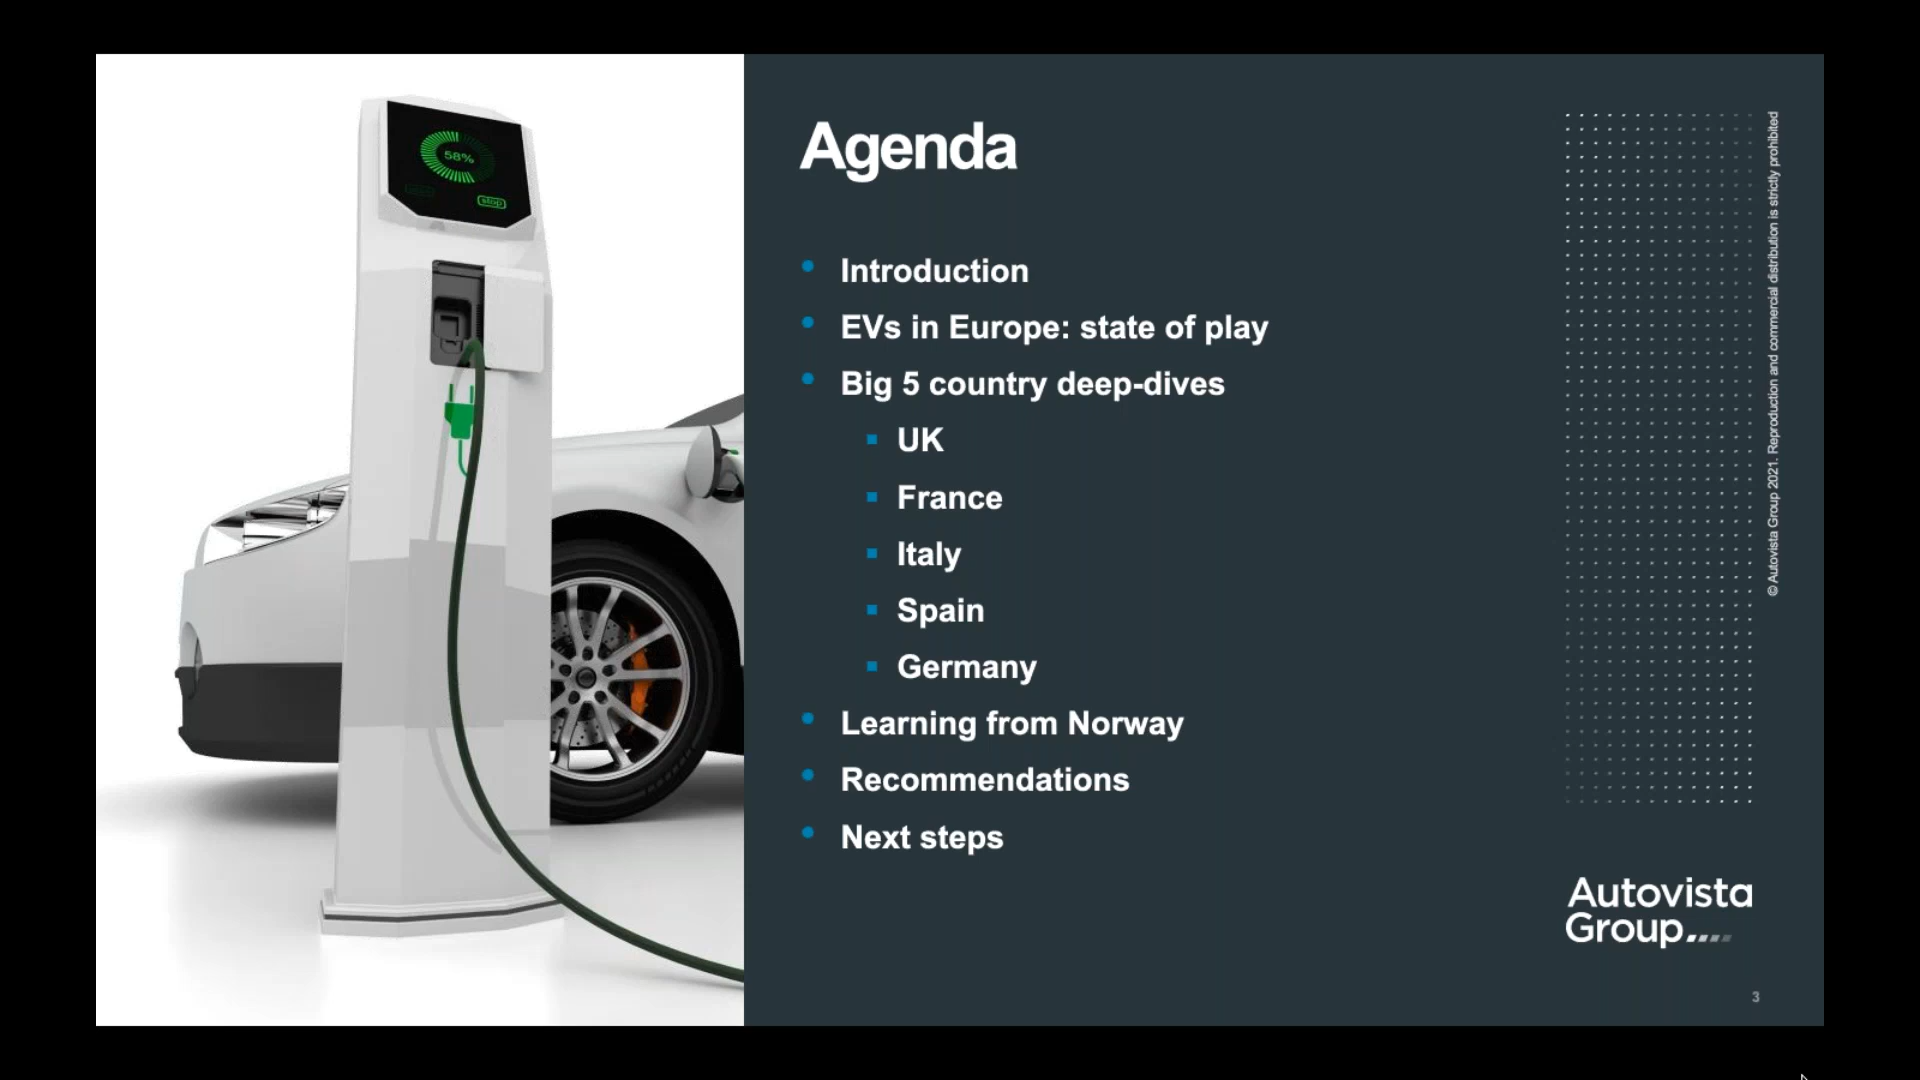 58%
stop
Agenda
Introduction
EVs in Europe: state of play
Big 5 country deep-dives
UK
France
Italy
Spain
Germany
Learning from Norway
Recommendations
Next steps
© Autovista Group 2021. Reproduction and commercial distribution is strictly prohibited
Autovista
Group
3